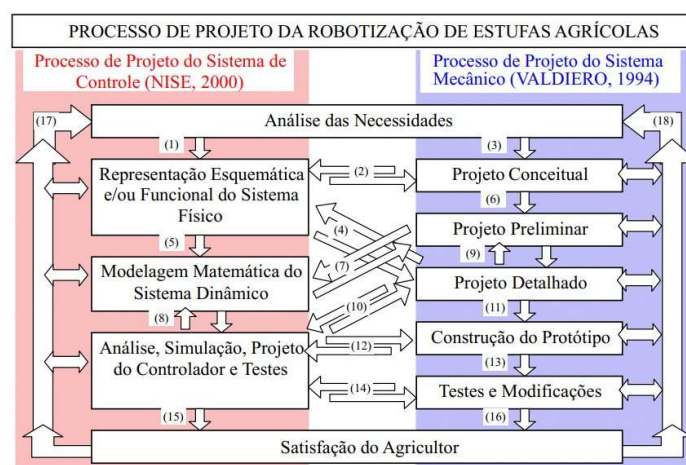 PROCESSO DE PROJETO DA ROBOTIZAÇÃO DE ESTUFAS AGRÍCOLAS
Processo de Projeto do Sistema de
Controle (NISE, 2000)
Processo de Projeto do Sistema
Mecânico (VALDIERO, 1994)
(17)
Análise das Necessidades
(18)
(1)
(3)
Representação Esquemática
e/ou Funcional do Sistema
Físico
(2)
Projeto Conceitual
(6)
(4)
Projeto Preliminar
(5)
(7)
(9)
Modelagem Matemática do
Sistema Dinâmico
Projeto Detalhado
(8)
(10)
(11)
Análise, Simulação, Projeto
do Controlador e Testes
(12)
Construção do Protótipo
(13)
(14)
Testes e Modificações
(15)
(16)
Satisfação do Agricultor